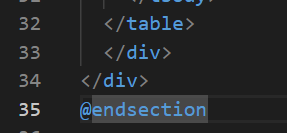 32 </table>
33 </div>
34 </div>
35 @endsection